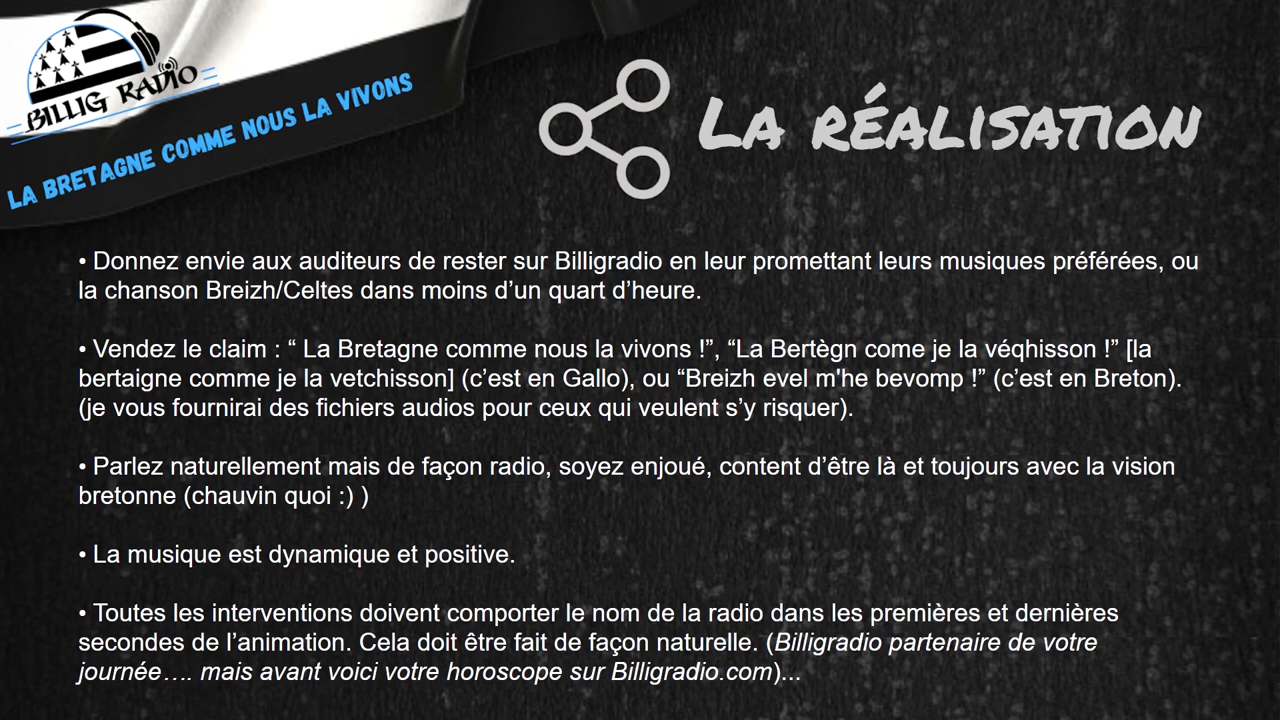 BILLIG RADIO
LA BRETAGNE COMME NOUS LA VIVONS
La réalisation
• Donnez envie aux auditeurs de rester sur Billigradio en leur promettant leurs musiques préférées, ou
la chanson Breizh/Celtes dans moins d’un quart d’heure.
• Vendez le claim : “ La Bretagne comme nous la vivons !”, “La Bertègn come je la véqhisson !” [la
bertaigne comme je la vetchisson] (c’est en Gallo), ou “Breizh evel m'he bevomp !” (c’est en Breton).
(je vous fournirai des fichiers audios pour ceux qui veulent s’y risquer).
• Parlez naturellement mais de façon radio, soyez enjoué, content d’être là et toujours avec la vision
bretonne (chauvin quoi :) )
• La musique est dynamique et positive.
• Toutes les interventions doivent comporter le nom de la radio dans les premières et dernières
secondes de l’animation. Cela doit être fait de façon naturelle. (Billigradio partenaire de votre
journée…. mais avant voici votre horoscope sur Billigradio.com)...